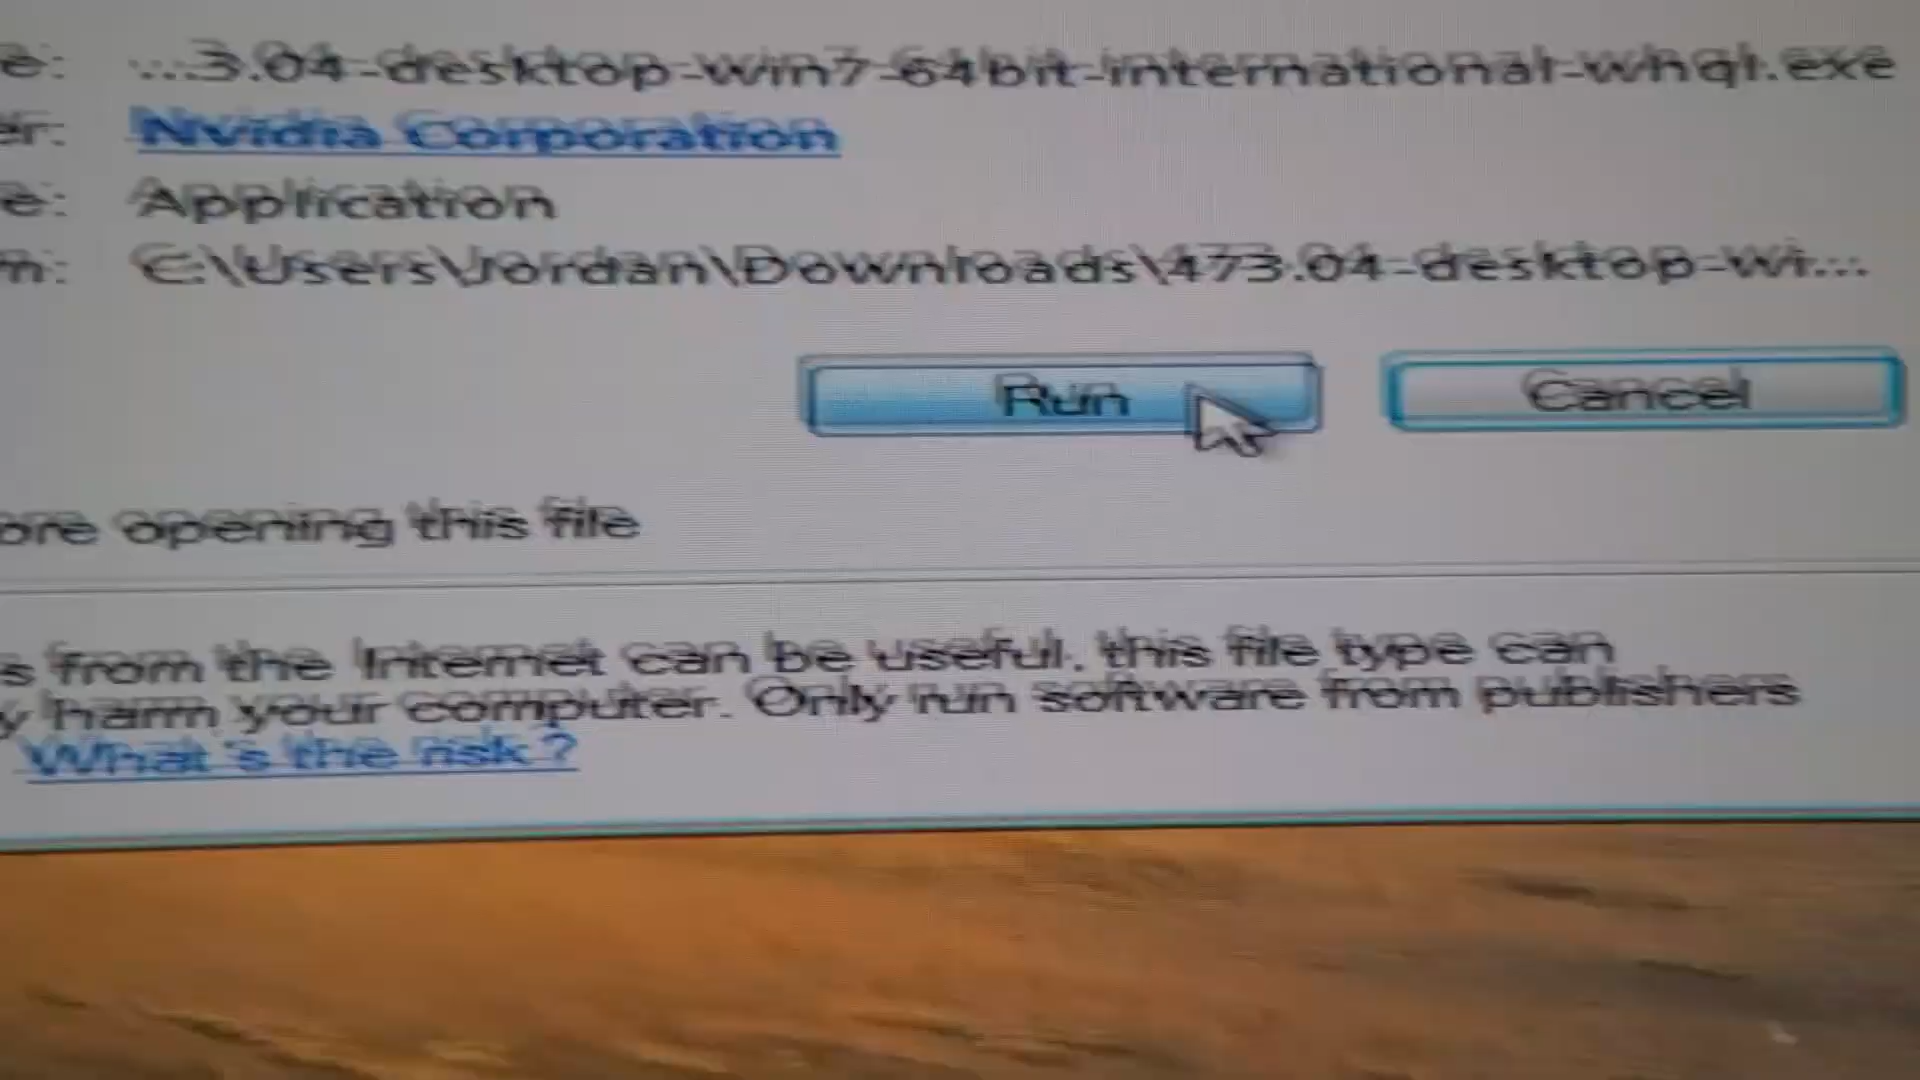 e: ...3.04-desktop-win7-64bit-international-whql.exe
er: Nvidia Corporation
e: Application
m: C:\Users\Jordan\Downloads\473.04-desktop-wi...
Run Cancel
ore opening this file
s from the Internet can be useful, this file type can
y harm your computer. Only run software from publishers
What's the risk?